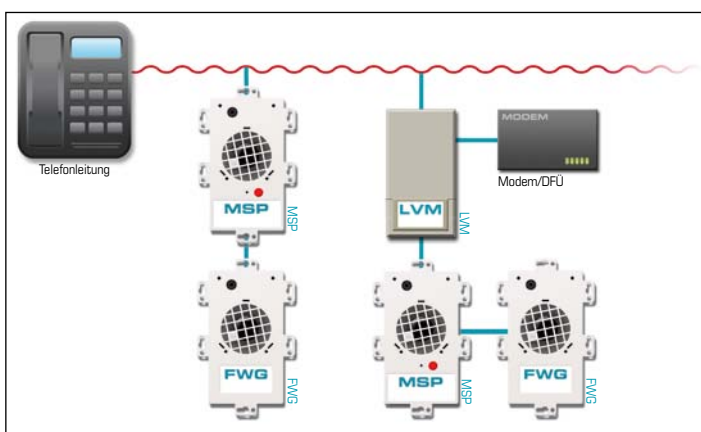 Telefonleitung
MSP
MSP
FWG
FWG
LVM
LVM
MODEM
Modem/DFÜ
MSP
MSP
FWG
FWG